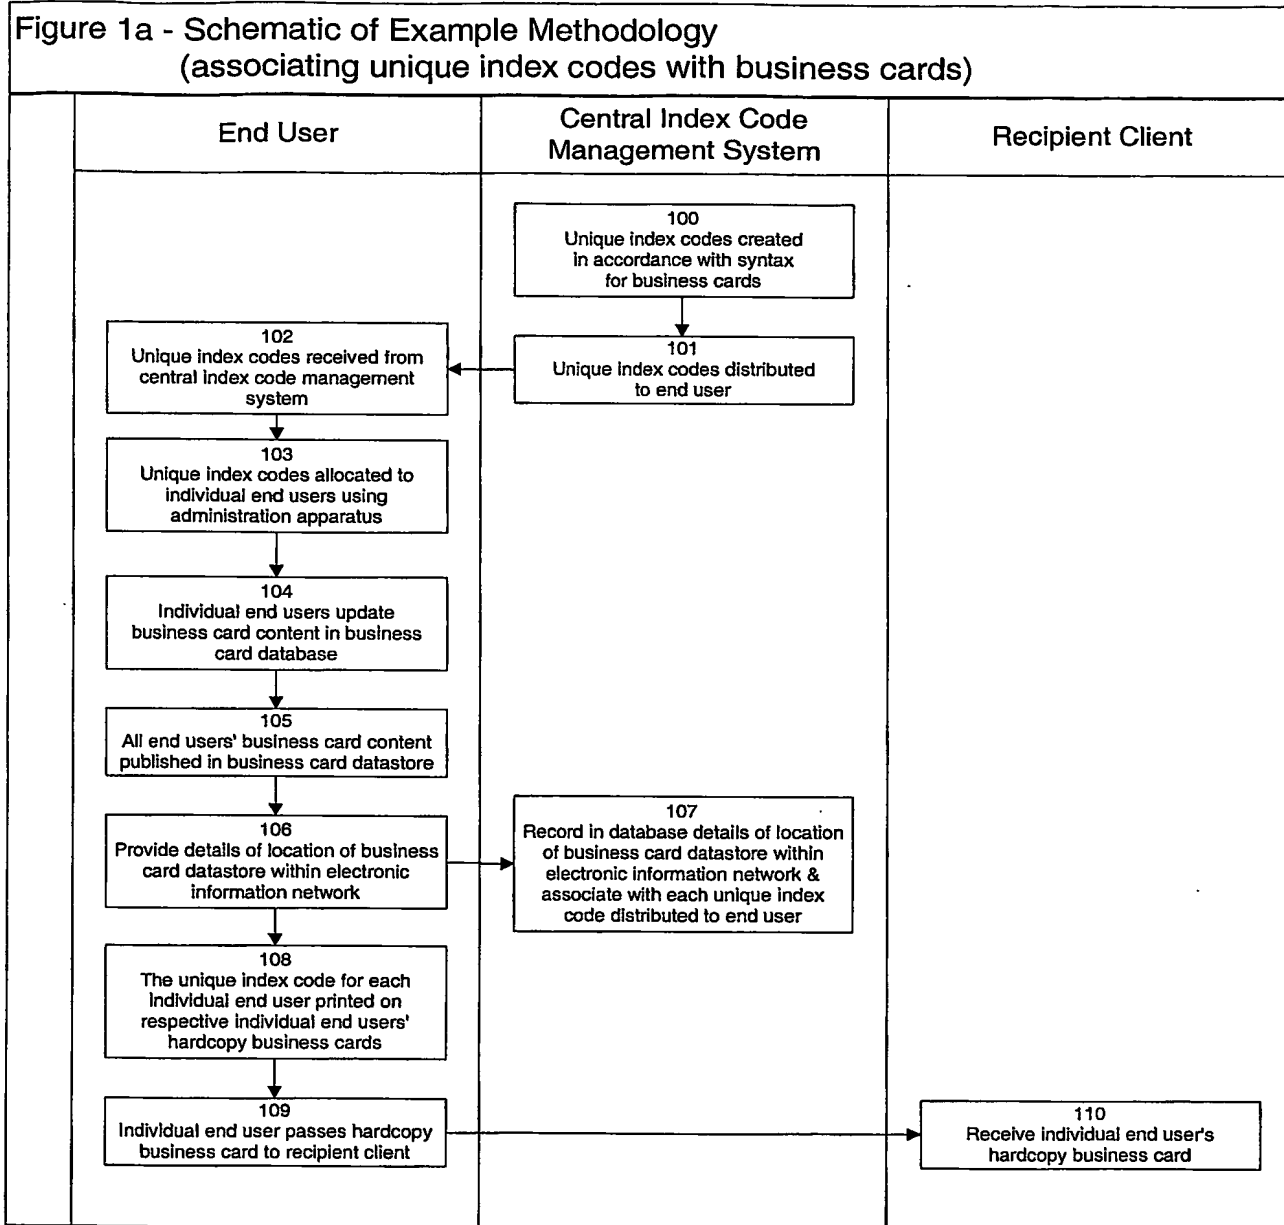 Figure 1a - Schematic of Example Methodology
(associating unique index codes with business cards)
End User
Central Index Code
Management System
Recipient Client
100
Unique index codes created
in accordance with syntax
for business cards
101
Unique index codes distributed
to end user
102
Unique index codes received from
central index code management
system
103
Unique index codes allocated to
individual end users using
administration apparatus
104
Individual end users update
business card content in business
card database
105
All end users' business card content
published in business card datastore
106
Provide details of location of business
card datastore within electronic
information network
107
Record in database details of location
of business card datastore within
electronic information network &
associate with each unique index
code distributed to end user
108
The unique index code for each
individual end user printed on
respective individual end users'
hardcopy business cards
109
Individual end user passes hardcopy
business card to recipient client
110
Receive individual end user's
hardcopy business card